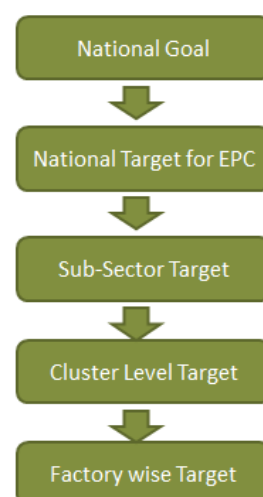 National Goal
National Target for EPC
Sub-Sector Target
Cluster Level Target
Factory wise Target